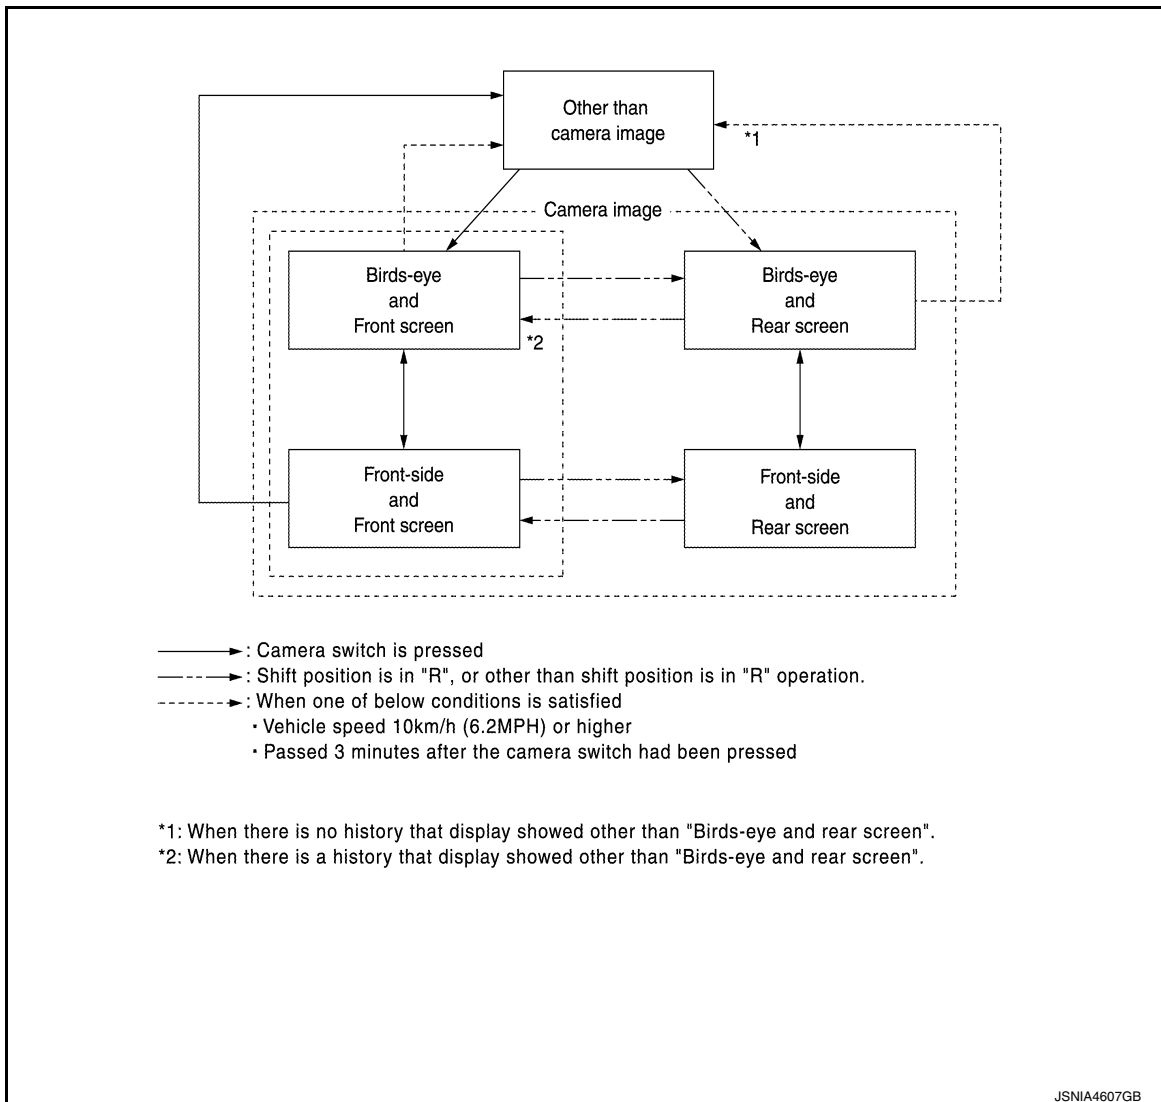 Other than
camera image
*1
Camera image
Birds-eye
and
Front screen
Birds-eye
and
Rear screen
*2
Front-side
and
Front screen
Front-side
and
Rear screen
: Camera switch is pressed
: Shift position is in "R", or other than shift position is in "R" operation.
: When one of below conditions is satisfied
· Vehicle speed 10km/h (6.2MPH) or higher
· Passed 3 minutes after the camera switch had been pressed
*1: When there is no history that display showed other than "Birds-eye and rear screen".
*2: When there is a history that display showed other than "Birds-eye and rear screen".
JSNIA4607GB